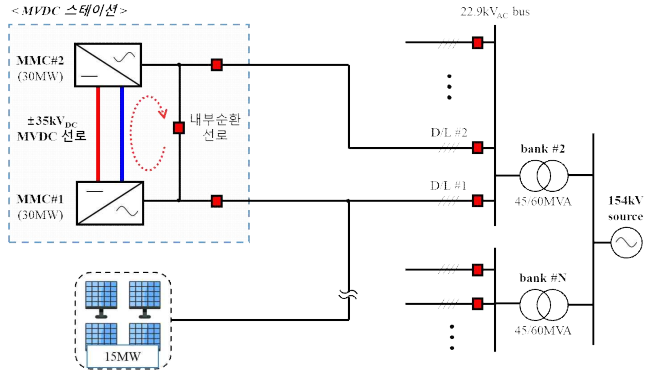 < MVDC 스테이션 >
22.9kVAC bus
MMC#2
(30MW)
±35kVDC
MVDC 선로
내부순환
선로
D/L #2
bank #2
45/60MVA
D/L #1
MMC#1
(30MW)
154kV
source
bank #N
45/60MVA
15MW